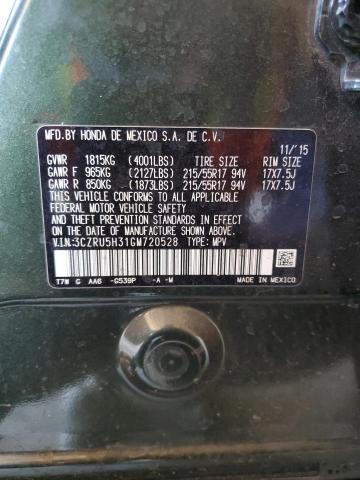 MFD.BY HONDA DE MEXICO S.A. DE C.V.
11/'15
GVWR 1815KG (4001LBS) TIRE SIZE RIM SIZE
GAWR F 965KG (2127LBS) 215/55R17 94V 17X7.5J
GAWR R 850KG (1873LBS) 215/55R17 94V 17X7.5J
THIS VEHICLE CONFORMS TO ALL APPLICABLE
FEDERAL MOTOR VEHICLE SAFETY AND
THEFT PREVENTION STANDARDS IN EFFECT ON
THE DATE OF MANUFACTURE SHOWN ABOVE.
V.I.N:3CZRU5H31GM720528 TYPE: MPV
T7W G AA6 -G539P -A -M MADE IN MEXICO